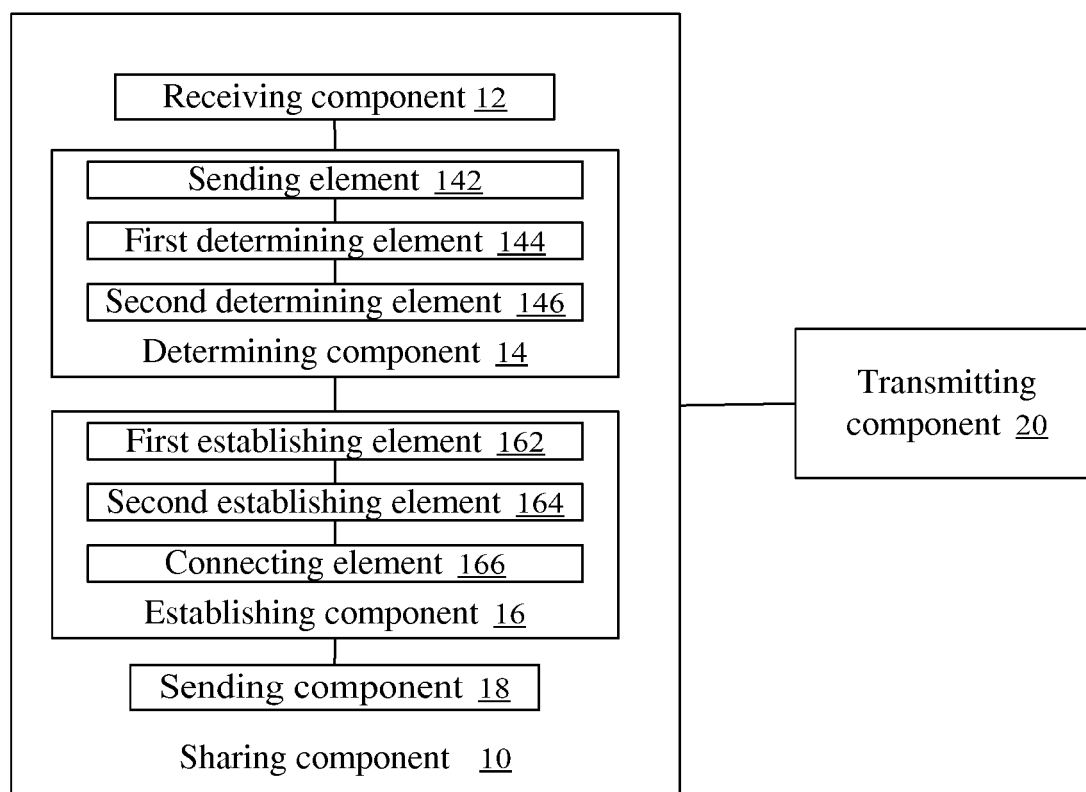 Receiving component 12
Sending element 142
First determining element 144
Second determining element 146
Determining component 14
First establishing element 162
Second establishing element 164
Connecting element 166
Establishing component 16
Sending component 18
Sharing component 10
Transmitting
component 20